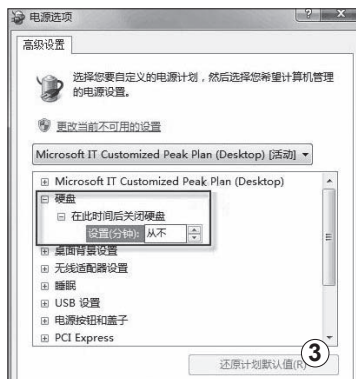 电源选项
高级设置
选择您要自定义的电源计划，然后选择您希望计算机管理
的电源设置。
更改当前不可用的设置
Microsoft IT Customized Peak Plan (Desktop) [活动]
Microsoft IT Customized Peak Plan (Desktop)
硬盘
在此时间后关闭硬盘
设置(分钟): 从不
桌面背景设置
无线适配器设置
睡眠
USB 设置
电源按钮和盖子
PCI Express
还原计划默认值(R)
3